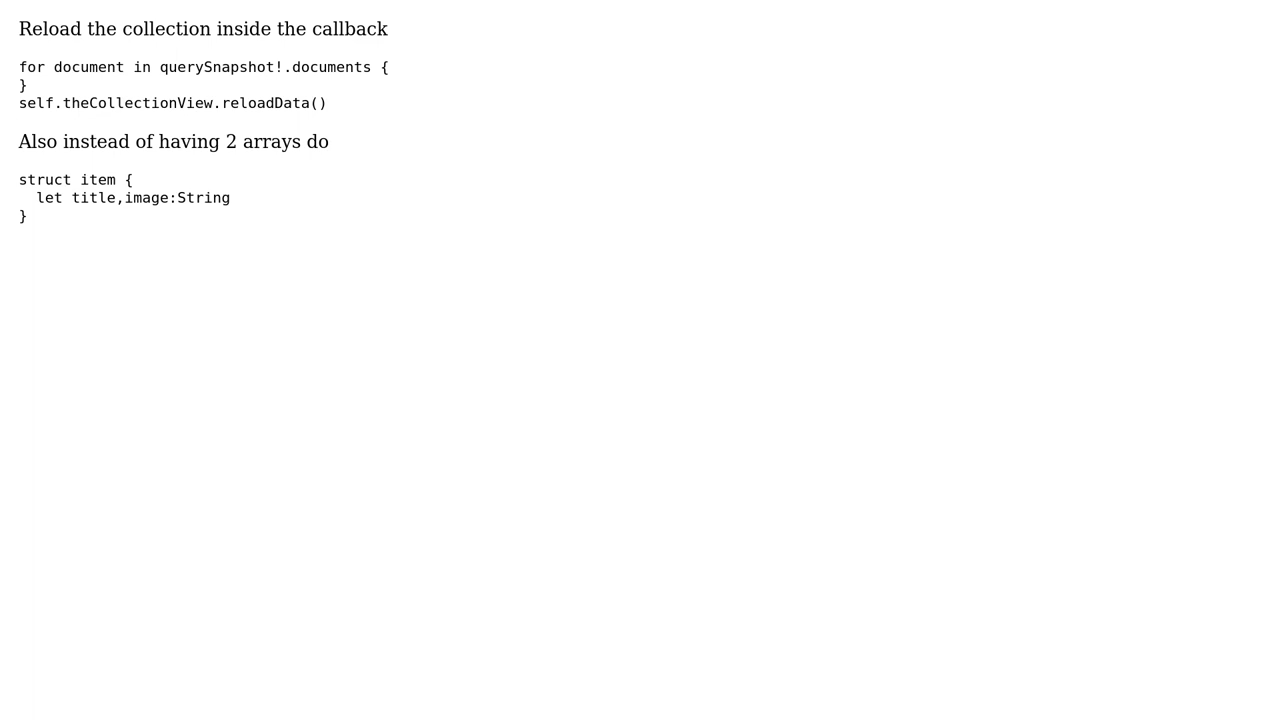 Reload the collection inside the callback
for document in querySnapshot!.documents {
}
self.theCollectionView.reloadData()
Also instead of having 2 arrays do
struct item {
  let title,image:String
}